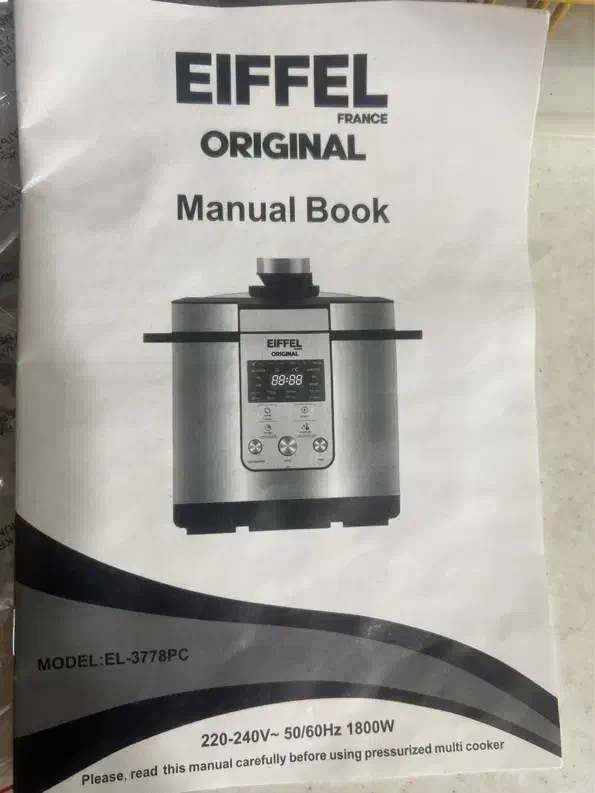 EIFFEL
FRANCE
ORIGINAL
Manual Book
EIFFEL
ORIGINAL
88:88
MODEL:EL-3778PC
220-240V~ 50/60Hz 1800W
Please, read this manual carefully before using pressurized multi cooker